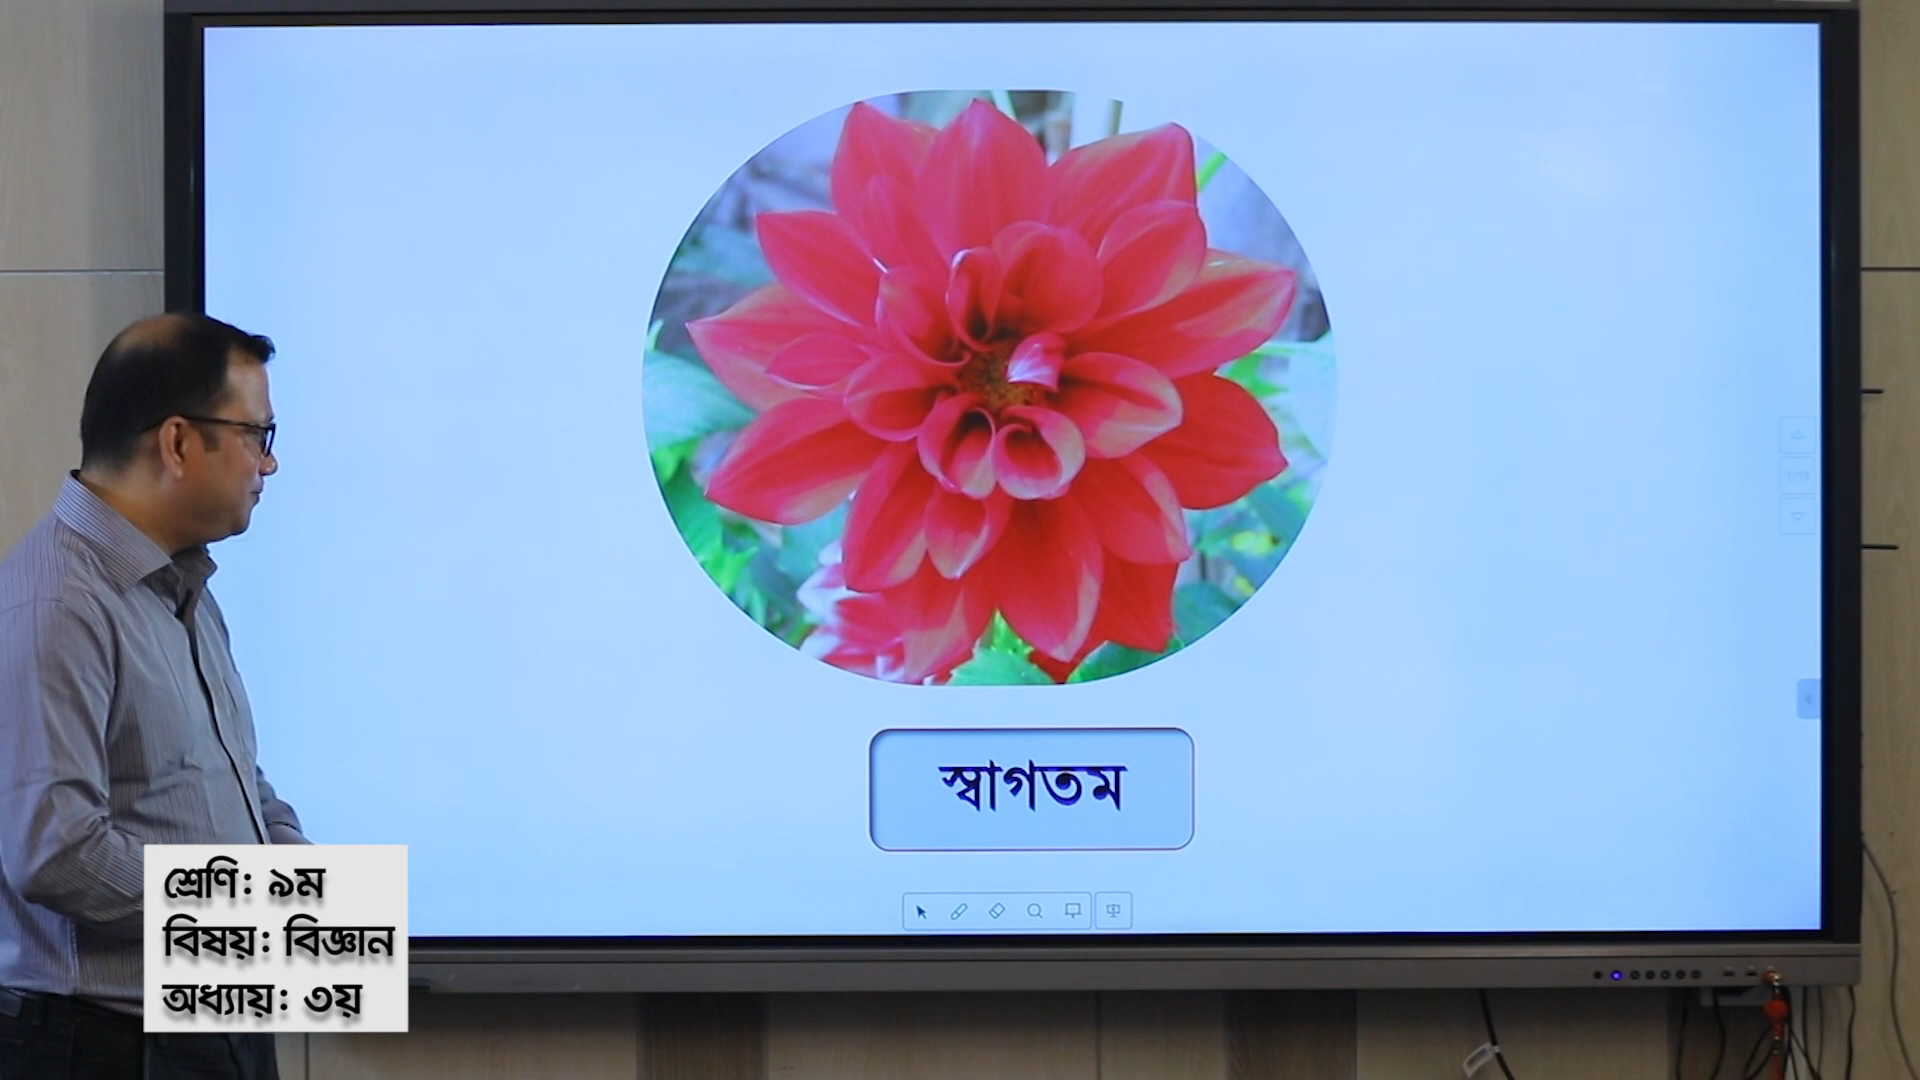 স্বাগতম
শ্রেণি: ৯ম
বিষয়: বিজ্ঞান
অধ্যায়: ৩য়